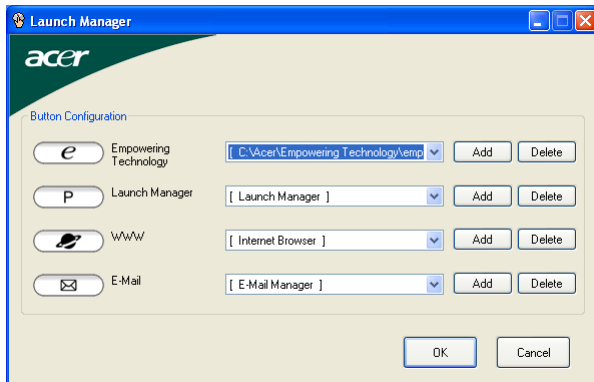 Launch Manager
acer
Button Configuration
e
Empowering
Technology
[ C:\Acer\Empowering Technology\emp
Add
Delete
P
Launch Manager
[ Launch Manager ]
Add
Delete
WWW
[ Internet Browser ]
Add
Delete
E-Mail
[ E-Mail Manager ]
Add
Delete
OK
Cancel